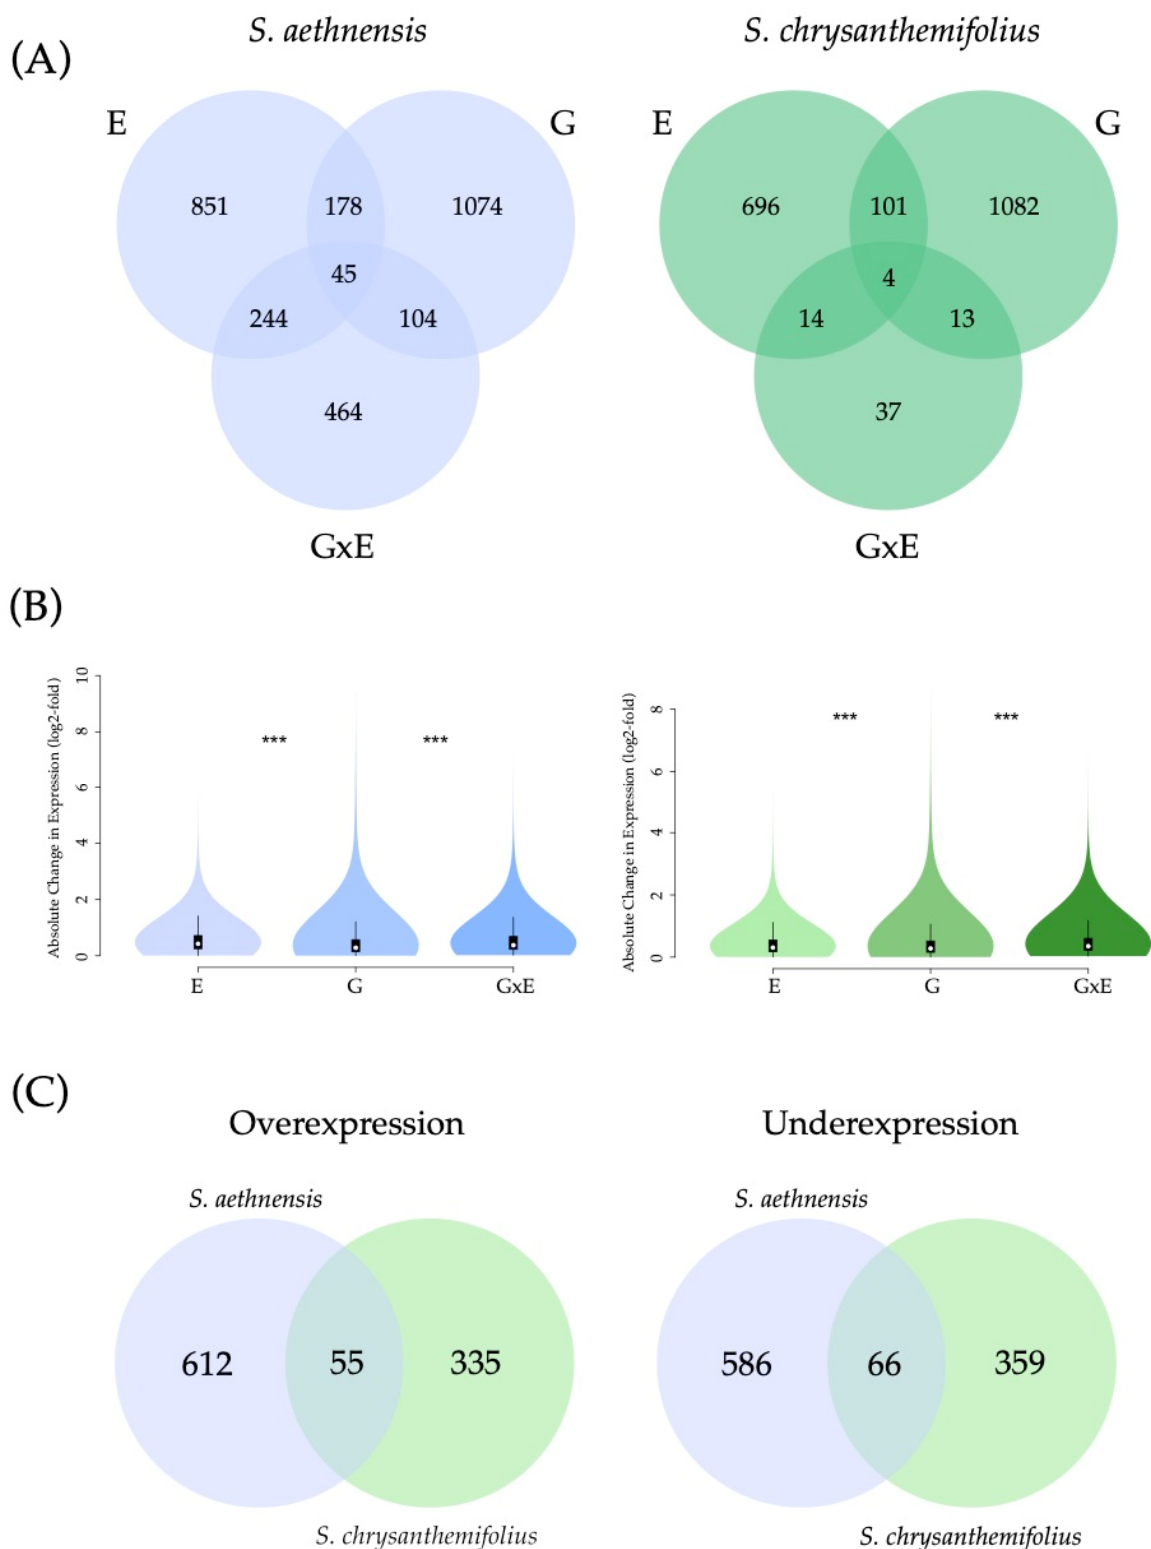 (A)
S. aethnensis
S. chrysanthemifolius
E
G
E
G
851
178
1074
696
101
1082
45
4
244
104
14
13
464
37
GxE
GxE
(B)
Absolute Change in Expression (log2-fold)
10
8
6
4
2
0
***
***
E
G
GxE
Absolute Change in Expression (log2-fold)
8
6
4
2
0
***
***
E
G
GxE
(C)
Overexpression
Underexpression
S. aethnensis
S. aethnensis
612
55
335
586
66
359
S. chrysanthemifolius
S. chrysanthemifolius